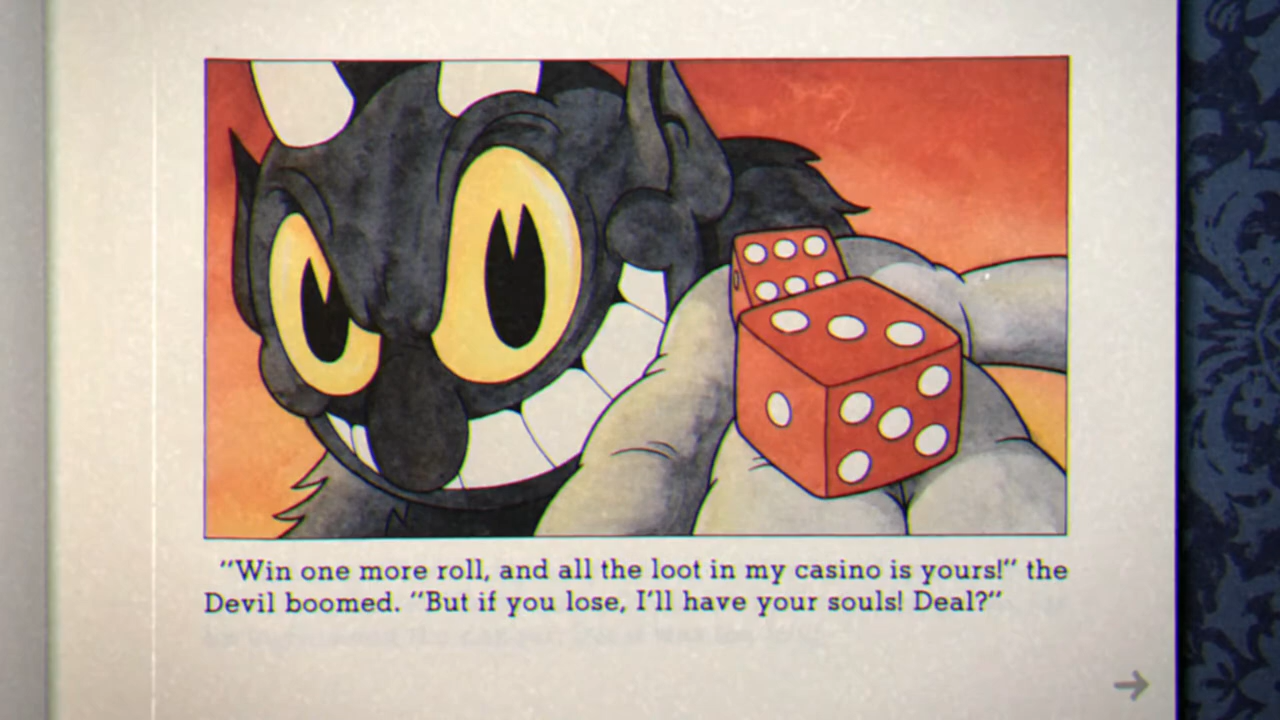 “Win one more roll, and all the loot in my casino is yours!“ the
Devil boomed. “But if you lose, I’ll have your souls! Deal?“